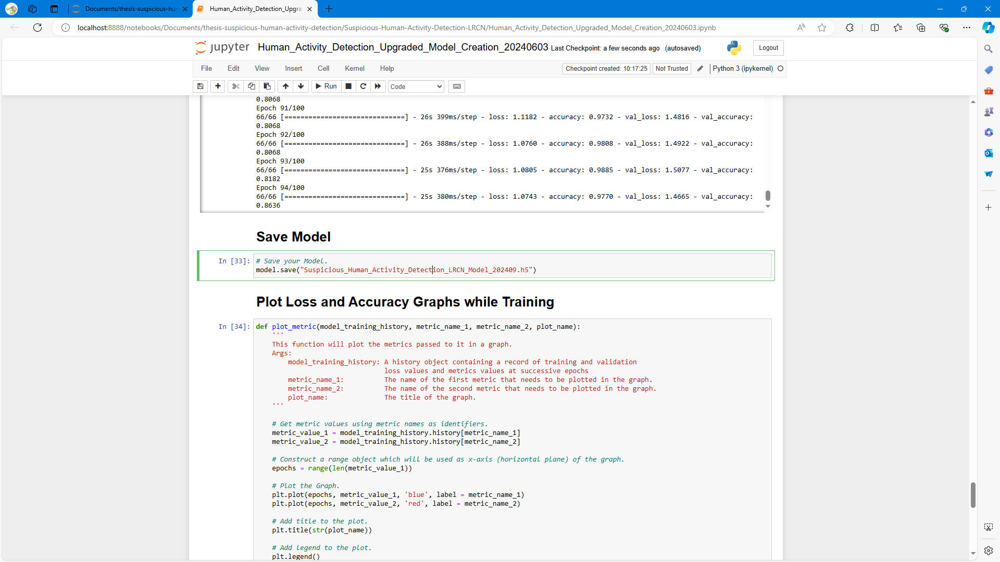 Documents/thesis-suspicious-hu
Human_Activity_Detection_Upgra
localhost:8888/notebooks/Documents/thesis-suspicious-human-activity-detection/Suspicious-Human-Activity-Detection-LRCN/Human_Activity_Detection_Upgraded_Model_Creation_20240603.ipynb
jupyter Human_Activity_Detection_Upgraded_Model_Creation_20240603 Last Checkpoint: a few seconds ago (autosaved)
Logout
File Edit View Insert Cell Kernel Help
Checkpoint created: 10:17:25 Not Trusted Python 3 (ipykernel)
Run Code
0.8068
Epoch 91/100
66/66 [==============================] - 26s 399ms/step - loss: 1.1182 - accuracy: 0.9732 - val_loss: 1.4816 - val_accuracy:
0.8068
Epoch 92/100
66/66 [==============================] - 26s 388ms/step - loss: 1.0760 - accuracy: 0.9808 - val_loss: 1.4922 - val_accuracy:
0.8068
Epoch 93/100
66/66 [==============================] - 25s 376ms/step - loss: 1.0805 - accuracy: 0.9885 - val_loss: 1.5077 - val_accuracy:
0.8182
Epoch 94/100
66/66 [==============================] - 25s 380ms/step - loss: 1.0743 - accuracy: 0.9770 - val_loss: 1.4665 - val_accuracy:
0.8636
Save Model
In [33]: # Save your Model.
model.save("Suspicious_Human_Activity_Detection_LRCN_Model_202409.h5")
Plot Loss and Accuracy Graphs while Training
In [34]: def plot_metric(model_training_history, metric_name_1, metric_name_2, plot_name):
'''
This function will plot the metrics passed to it in a graph.
Args:
model_training_history: A history object containing a record of training and validation
loss values and metrics values at successive epochs
metric_name_1: The name of the first metric that needs to be plotted in the graph.
metric_name_2: The name of the second metric that needs to be plotted in the graph.
plot_name: The title of the graph.
'''
# Get metric values using metric names as identifiers.
metric_value_1 = model_training_history.history[metric_name_1]
metric_value_2 = model_training_history.history[metric_name_2]
# Construct a range object which will be used as x-axis (horizontal plane) of the graph.
epochs = range(len(metric_value_1))
# Plot the Graph.
plt.plot(epochs, metric_value_1, 'blue', label = metric_name_1)
plt.plot(epochs, metric_value_2, 'red', label = metric_name_2)
# Add title to the plot.
plt.title(str(plot_name))
# Add legend to the plot.
plt.legend()